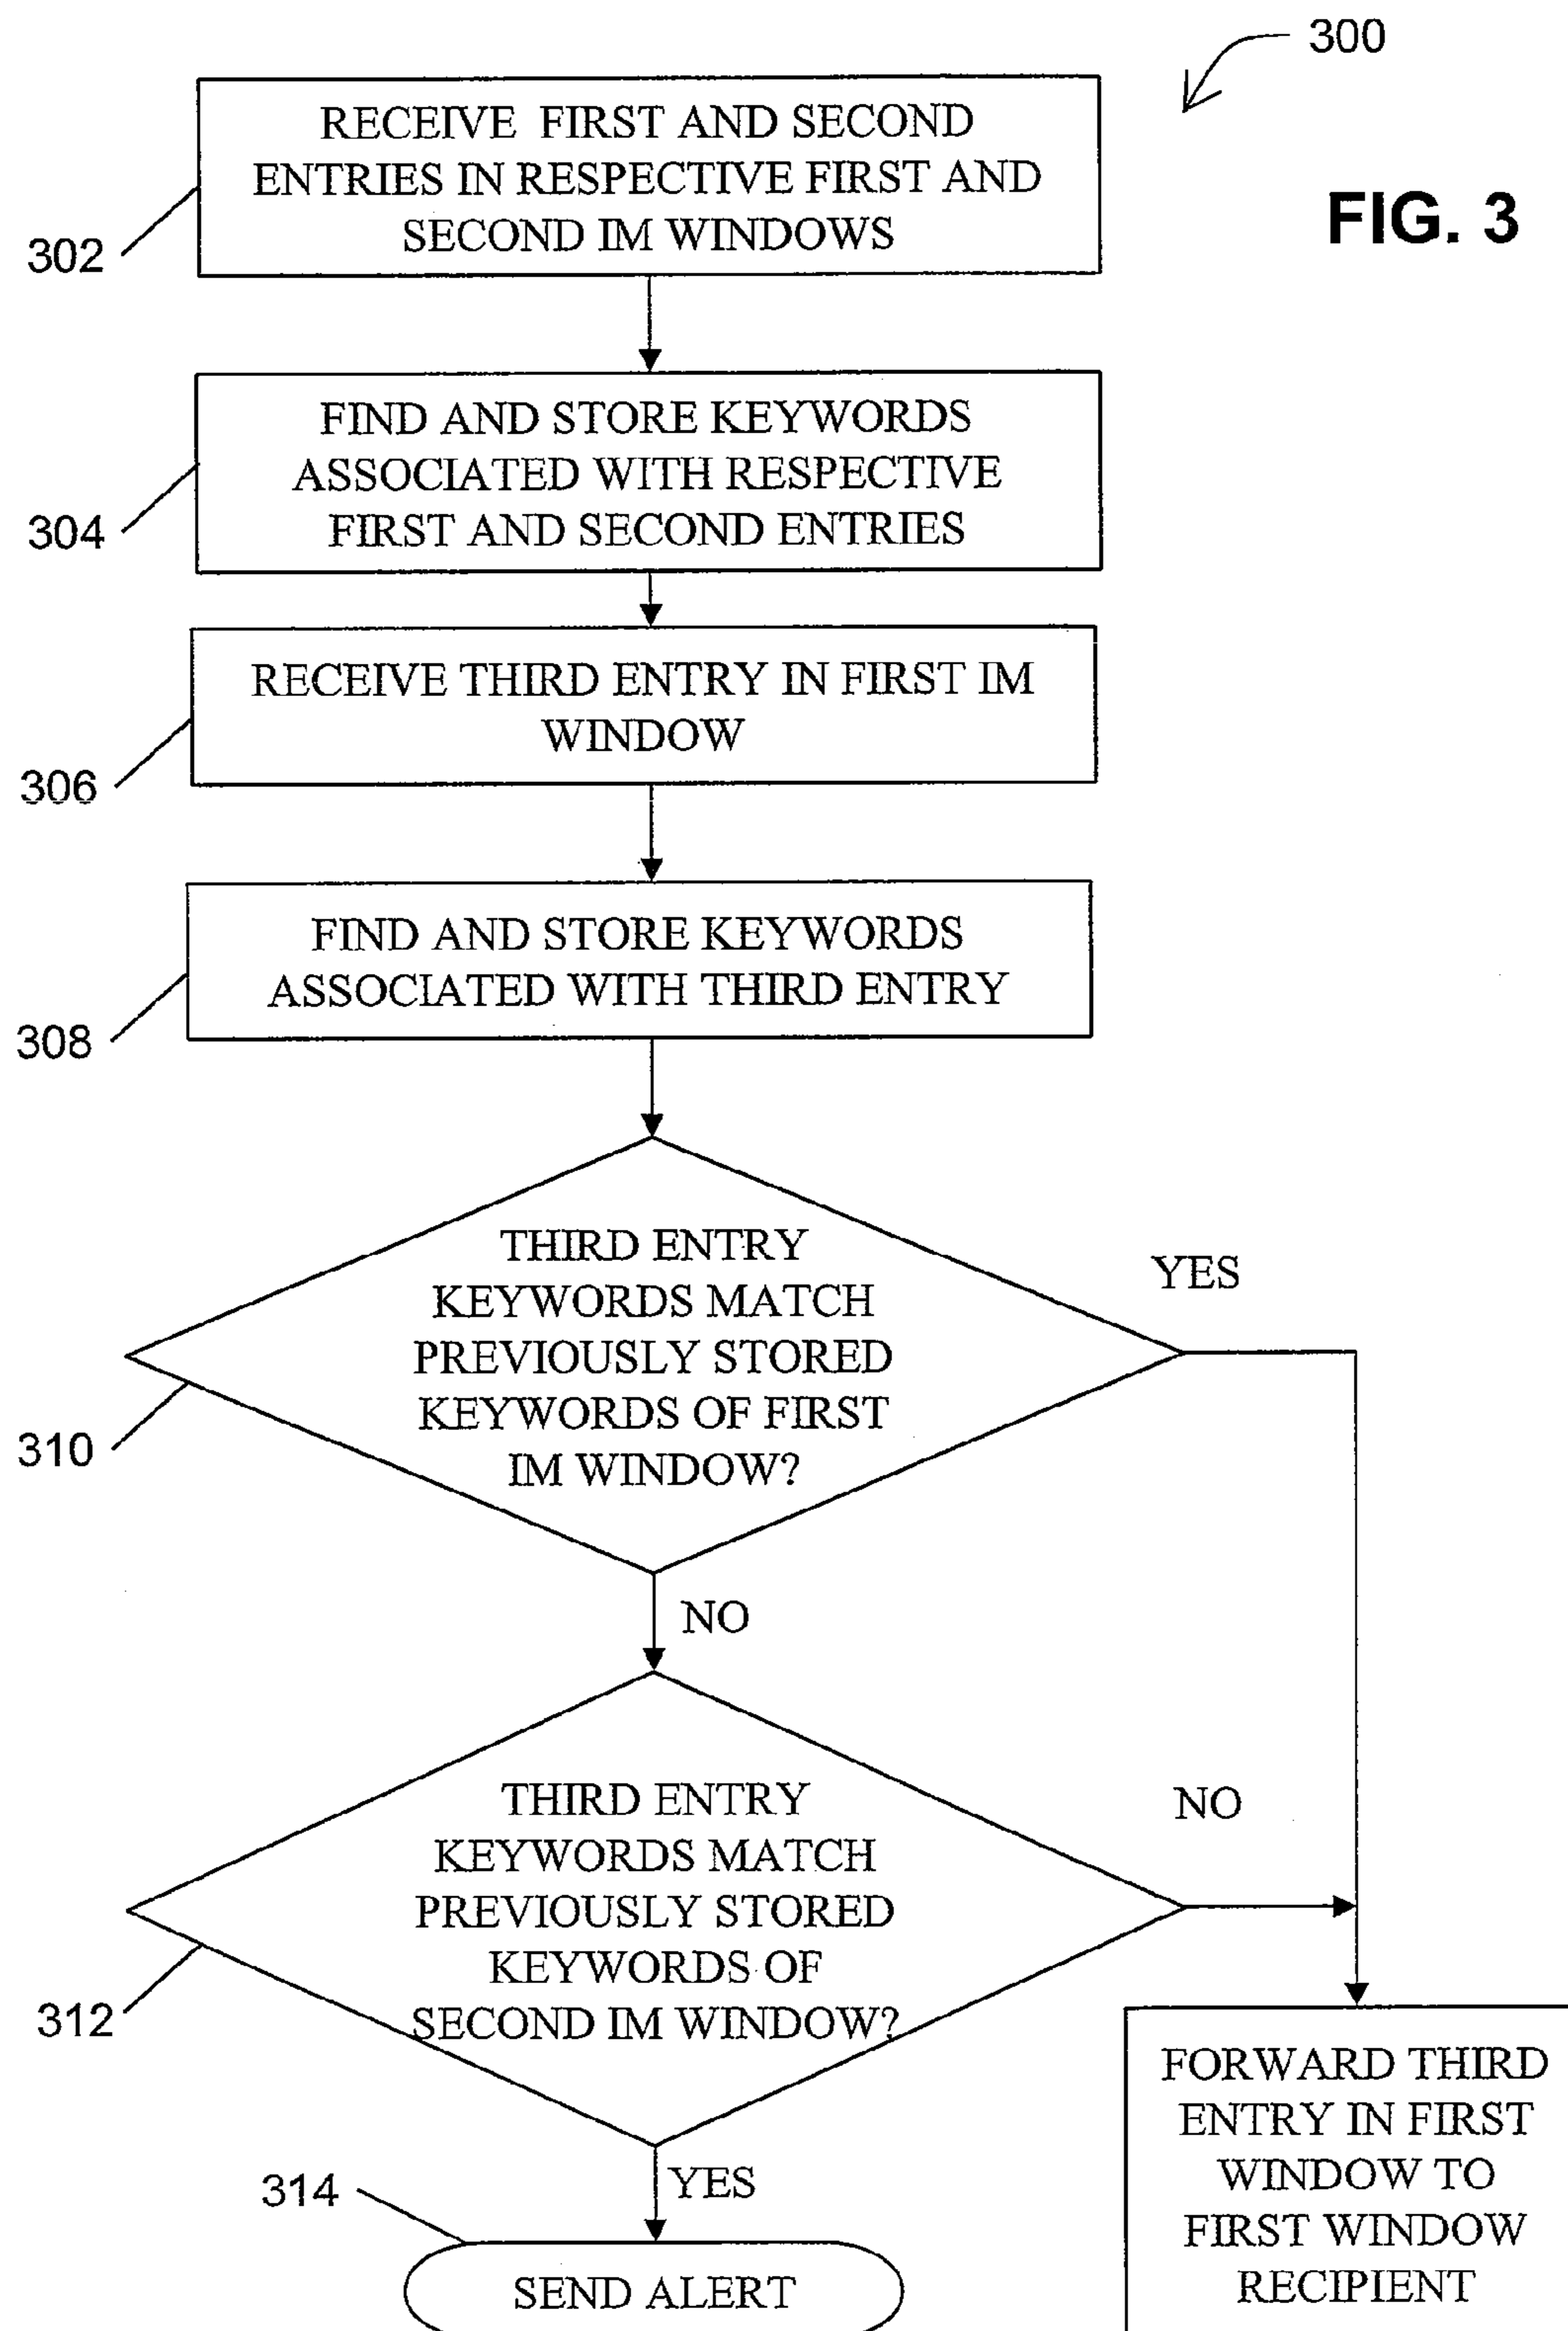 300
FIG. 3
RECEIVE FIRST AND SECOND
ENTRIES IN RESPECTIVE FIRST AND
SECOND IM WINDOWS
302
FIND AND STORE KEYWORDS
ASSOCIATED WITH RESPECTIVE
FIRST AND SECOND ENTRIES
304
RECEIVE THIRD ENTRY IN FIRST IM
WINDOW
306
FIND AND STORE KEYWORDS
ASSOCIATED WITH THIRD ENTRY
308
THIRD ENTRY
KEYWORDS MATCH
PREVIOUSLY STORED
KEYWORDS OF FIRST
IM WINDOW?
YES
310
NO
THIRD ENTRY
KEYWORDS MATCH
PREVIOUSLY STORED
KEYWORDS OF
SECOND IM WINDOW?
NO
312
YES
314
SEND ALERT
FORWARD THIRD
ENTRY IN FIRST
WINDOW TO
FIRST WINDOW
RECIPIENT